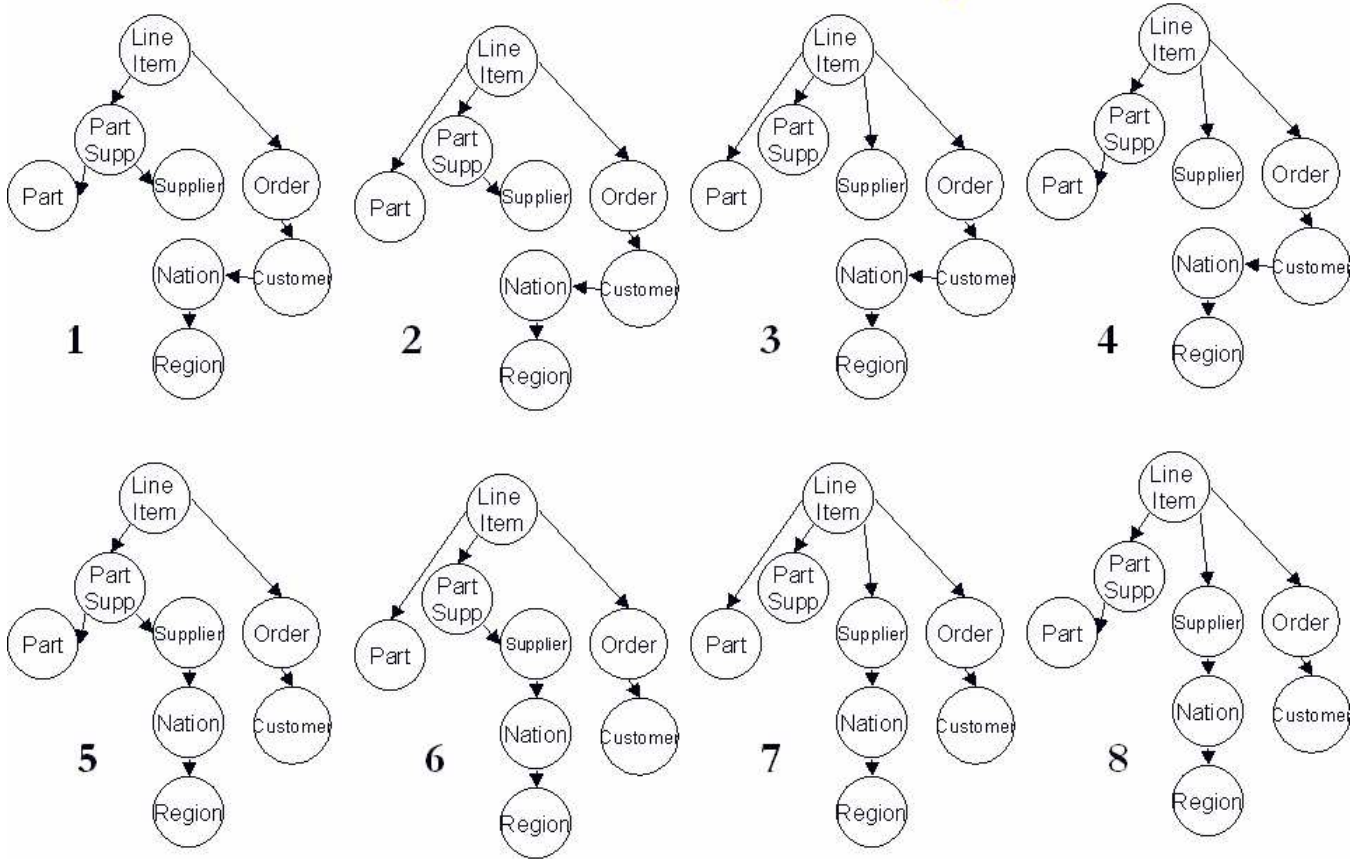 Line
Item
Part
Supp
Part
Supplier
Order
Nation
Customer
Region
1
Line
Item
Part
Supp
Part
Supplier
Order
Nation
Customer
Region
2
Line
Item
Part
Supp
Part
Supplier
Order
Nation
Customer
Region
3
Line
Item
Part
Supp
Part
Supplier
Order
Nation
Customer
Region
4
Line
Item
Part
Supp
Part
Supplier
Order
Nation
Customer
Region
5
Line
Item
Part
Supp
Part
Supplier
Order
Nation
Customer
Region
6
Line
Item
Part
Supp
Part
Supplier
Order
Nation
Customer
Region
7
Line
Item
Part
Supp
Part
Supplier
Order
Nation
Customer
Region
8